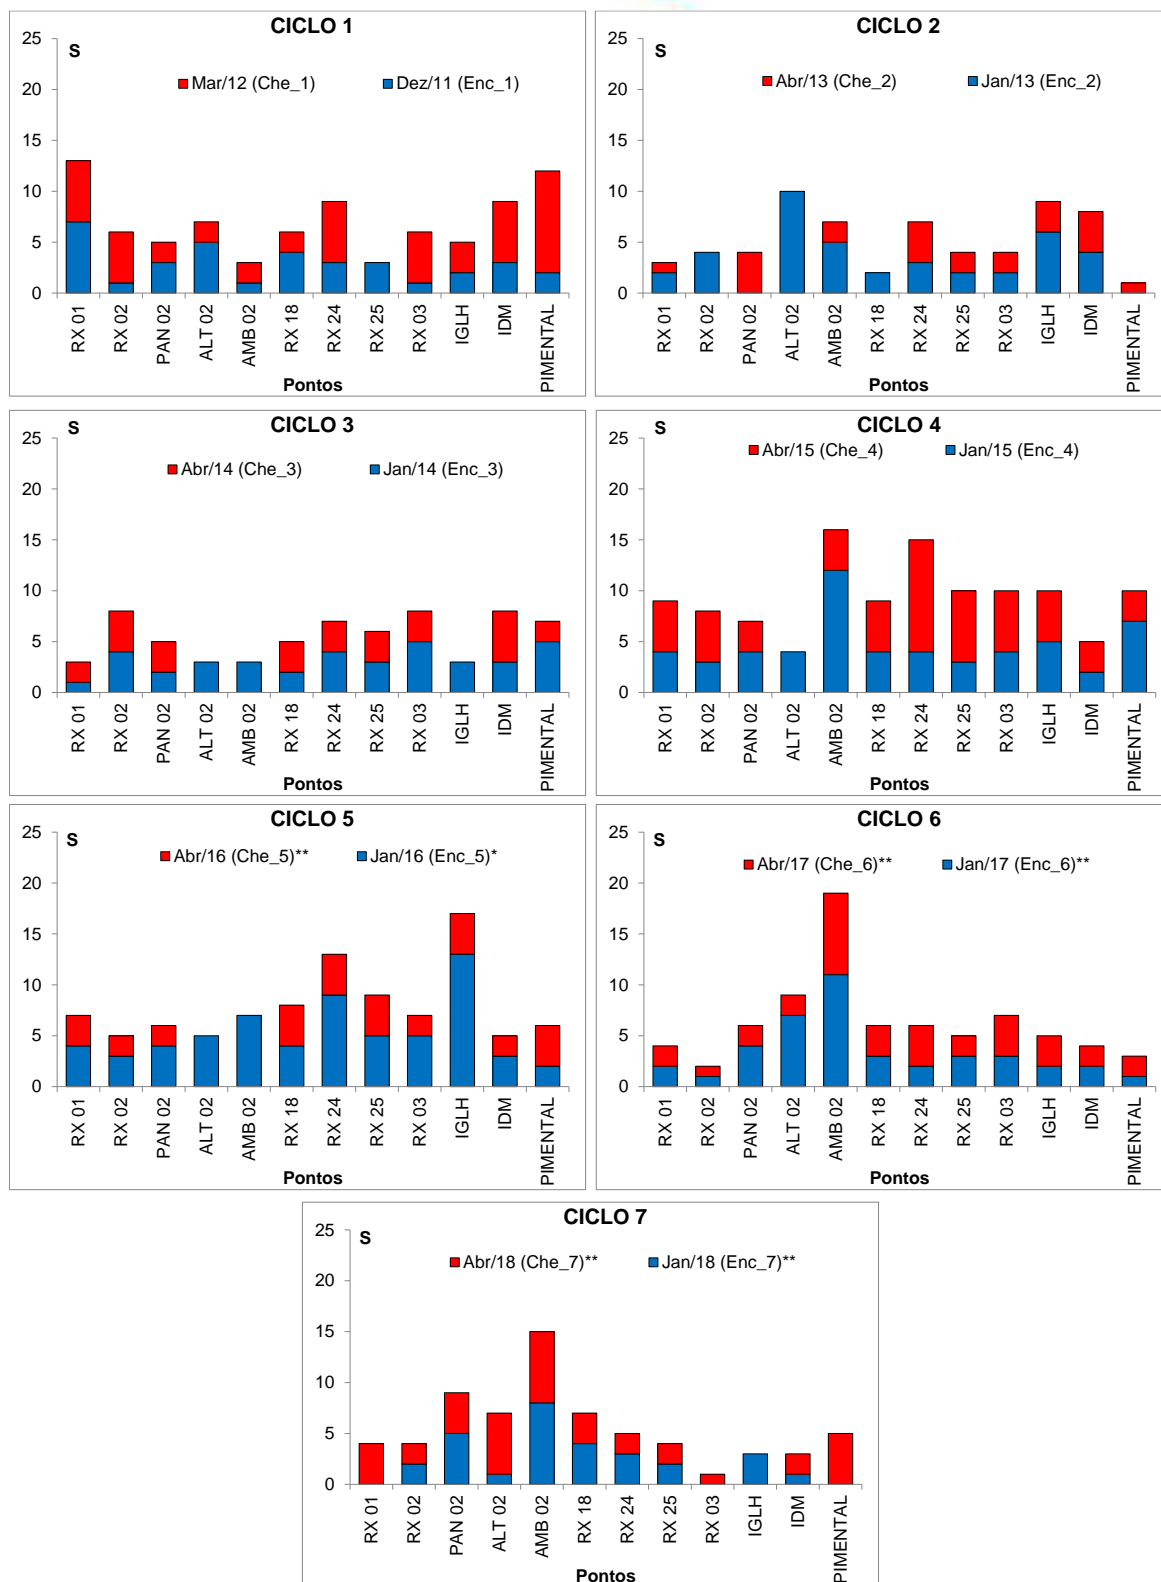 CICLO 1
25
S
20
15
10
5
0
Mar/12 (Che_1) Dez/11 (Enc_1)
RX 01
RX 02
PAN 02
ALT 02
AMB 02
RX 18
RX 24
RX 25
RX 03
IGLH
IDM
PIMENTAL
Pontos
CICLO 2
25
S
20
15
10
5
0
Abr/13 (Che_2) Jan/13 (Enc_2)
RX 01
RX 02
PAN 02
ALT 02
AMB 02
RX 18
RX 24
RX 25
RX 03
IGLH
IDM
PIMENTAL
Pontos
CICLO 3
25
S
20
15
10
5
0
Abr/14 (Che_3) Jan/14 (Enc_3)
RX 01
RX 02
PAN 02
ALT 02
AMB 02
RX 18
RX 24
RX 25
RX 03
IGLH
IDM
PIMENTAL
Pontos
CICLO 4
25
S
20
15
10
5
0
Abr/15 (Che_4) Jan/15 (Enc_4)
RX 01
RX 02
PAN 02
ALT 02
AMB 02
RX 18
RX 24
RX 25
RX 03
IGLH
IDM
PIMENTAL
Pontos
CICLO 5
25
S
20
15
10
5
0
Abr/16 (Che_5)** Jan/16 (Enc_5)*
RX 01
RX 02
PAN 02
ALT 02
AMB 02
RX 18
RX 24
RX 25
RX 03
IGLH
IDM
PIMENTAL
Pontos
CICLO 6
25
S
20
15
10
5
0
Abr/17 (Che_6)** Jan/17 (Enc_6)**
RX 01
RX 02
PAN 02
ALT 02
AMB 02
RX 18
RX 24
RX 25
RX 03
IGLH
IDM
PIMENTAL
Pontos
CICLO 7
25
S
20
15
10
5
0
Abr/18 (Che_7)** Jan/18 (Enc_7)**
RX 01
RX 02
PAN 02
ALT 02
AMB 02
RX 18
RX 24
RX 25
RX 03
IGLH
IDM
PIMENTAL
Pontos